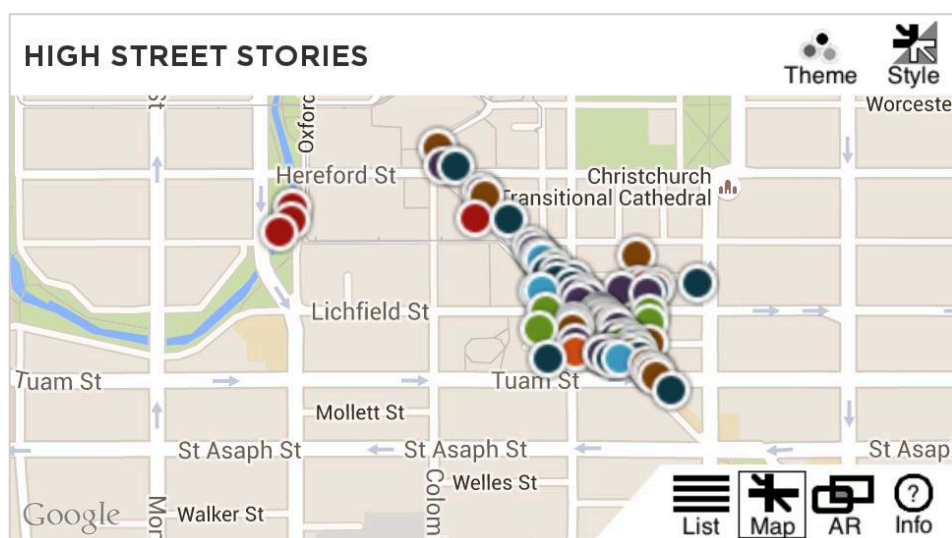 HIGH STREET STORIES
Theme
Style
St
Oxford
Worceste
Hereford St
Christchurch
Transitional Cathedral
Lichfield St
Tuam St
Tuam St
Mollett St
St Asaph St
St Asaph St
St Asap
Welles St
Colom
Mon
Walker St
Google
List
Map
AR
?
Info